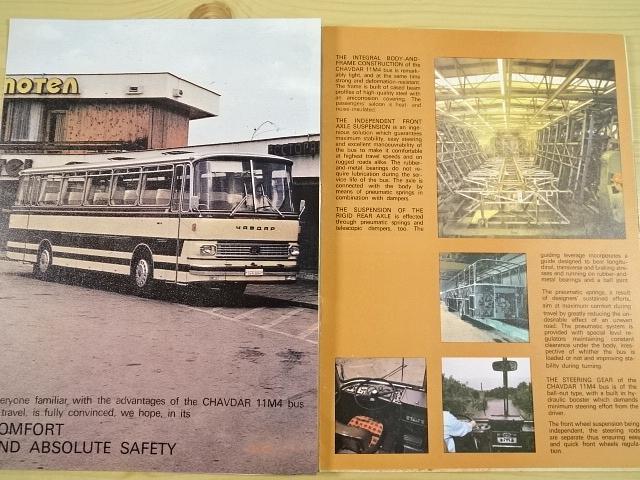 мотел
ЧАВДАР
eryone familiar with the advantages of the CHAVDAR 11M4 bus
travel, is fully convinced, we hope, in its
OMFORT
ND ABSOLUTE SAFETY
THE INTEGRAL BODY-AND-
FRAME CONSTRUCTION of the
CHAVDAR 11M4 bus is remark-
ably light, and at the same time
strong and deformation-resistant.
The frame is built of cased beam
profiles of high quality steel with
an anticorrosion covering. The
passengers' saloon is heat- and
noise-insulated.
THE INDEPENDENT FRONT
AXLE SUSPENSION is an inge-
nious solution which guarantees
maximum stability, easy steering
and excellent manoeuvrability of
the bus to make it comfortable
at highest travel speeds and on
rugged roads alike. The rubber-
and-metal bearings do not re-
quire lubrication during the se-
rvice life of the bus. The axle is
connected with the body by
means of pneumatic springs in
combination with dampers.
THE SUSPENSION OF THE
RIGID REAR AXLE is effected
through pneumatic springs and
telescopic dampers, too. The
guiding leverage incorporates a
guide designed to bear longitu-
dinal, transverse and braking stre-
sses and running on rubber-and-
metal bearings and a ball joint.
The pneumatic springs, a result
of designers' sustained efforts,
aim at maximum comfort during
travel by greatly reducing the un-
desirable effect of an uneven
road. The pneumatic system is
provided with special level re-
gulators maintaining constant
clearance under the body, irres-
pective of whether the bus is
loaded or not and improving sta-
bility during turning.
THE STEERING GEAR of the
CHAVDAR 11M4 bus is of the
ball-nut type, with a built in hy-
draulic booster which demands
minimum steering effort from the
driver.
The front wheel suspension being
independent, the steering rods
are separate thus ensuring easy
and quick front wheels regula-
tion.